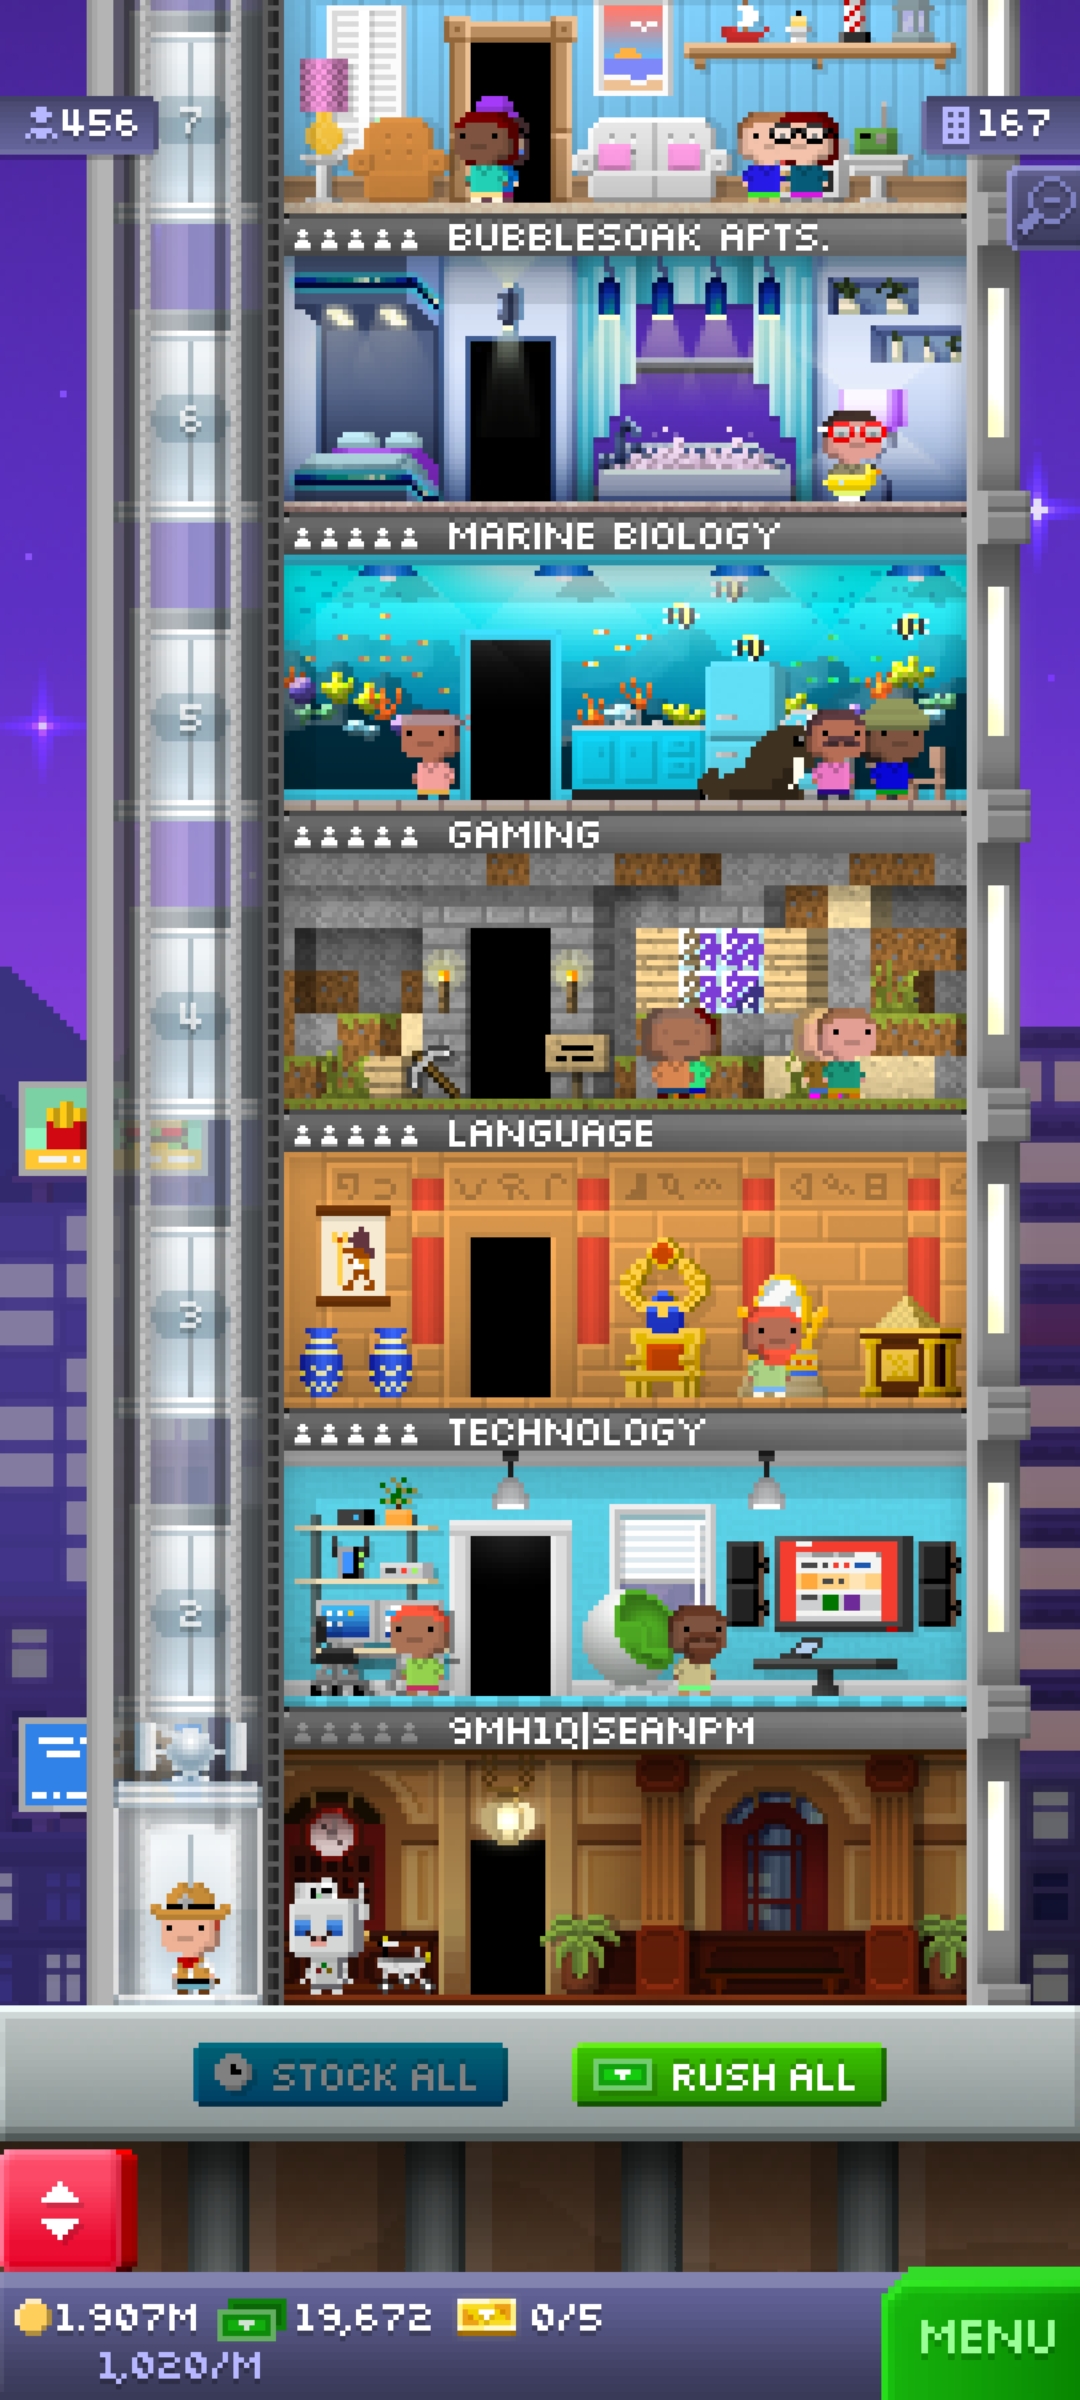 456
7
167
BUBBLESOAK APTS.
6
MARINE BIOLOGY
5
GAMING
4
LANGUAGE
3
TECHNOLOGY
2
9MH1Q|SEANPM
STOCK ALL
RUSH ALL
1.907M
19,672
0/5
1,020/M
MENU